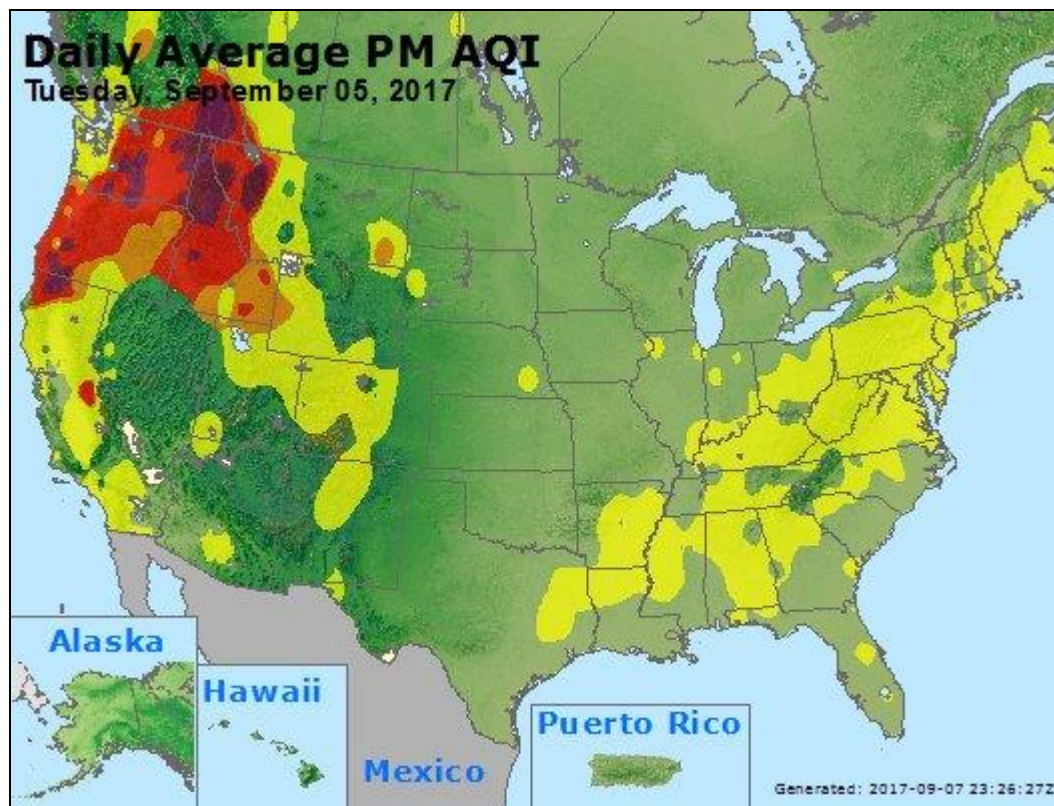 Daily Average PM AQI
Tuesday, September 05, 2017
Alaska
Hawaii
Mexico
Puerto Rico
Generated: 2017-09-07 23:26:27Z